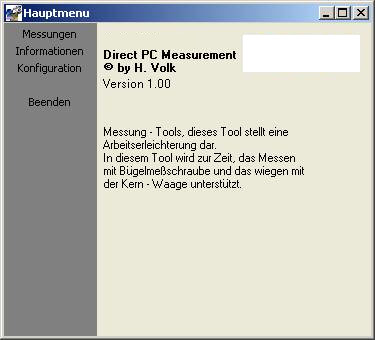 Hauptmenu
Messungen
Informationen
Konfiguration
Beenden
Direct PC Measurement
© by H. Volk
Version 1.00
Messung - Tools, dieses Tool stellt eine
Arbeitserleichterung dar.
In diesem Tool wird zur Zeit, das Messen
mit Bügelmeßschraube und das wiegen mit
der Kern - Waage unterstützt.